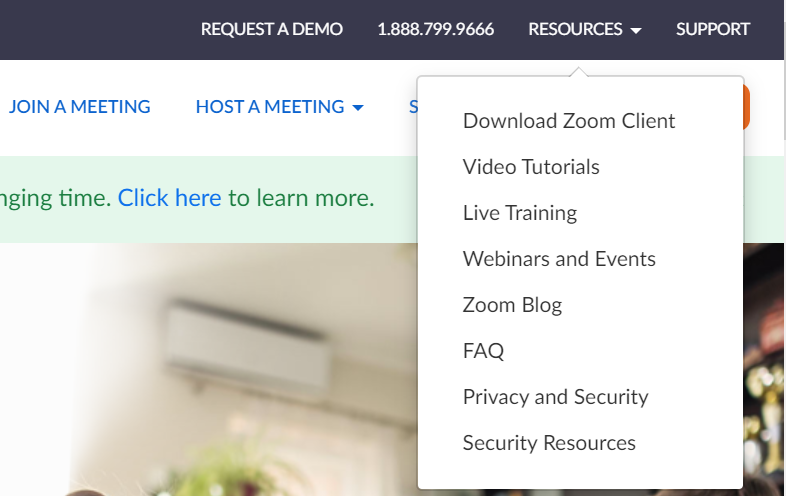 REQUEST A DEMO 1.888.799.9666 RESOURCES SUPPORT
JOIN A MEETING HOST A MEETING S
Download Zoom Client
Video Tutorials
nging time. Click here to learn more.
Live Training
Webinars and Events
Zoom Blog
FAQ
Privacy and Security
Security Resources